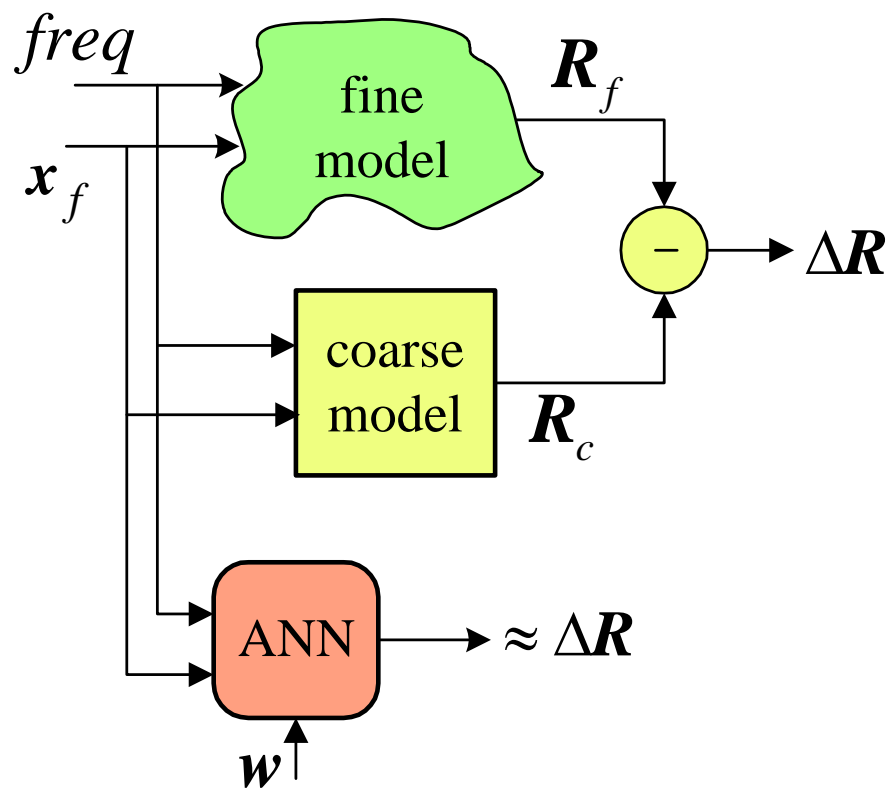 freq
x_f
fine
model
R_f
−
ΔR
coarse
model
R_c
ANN
≈ ΔR
w